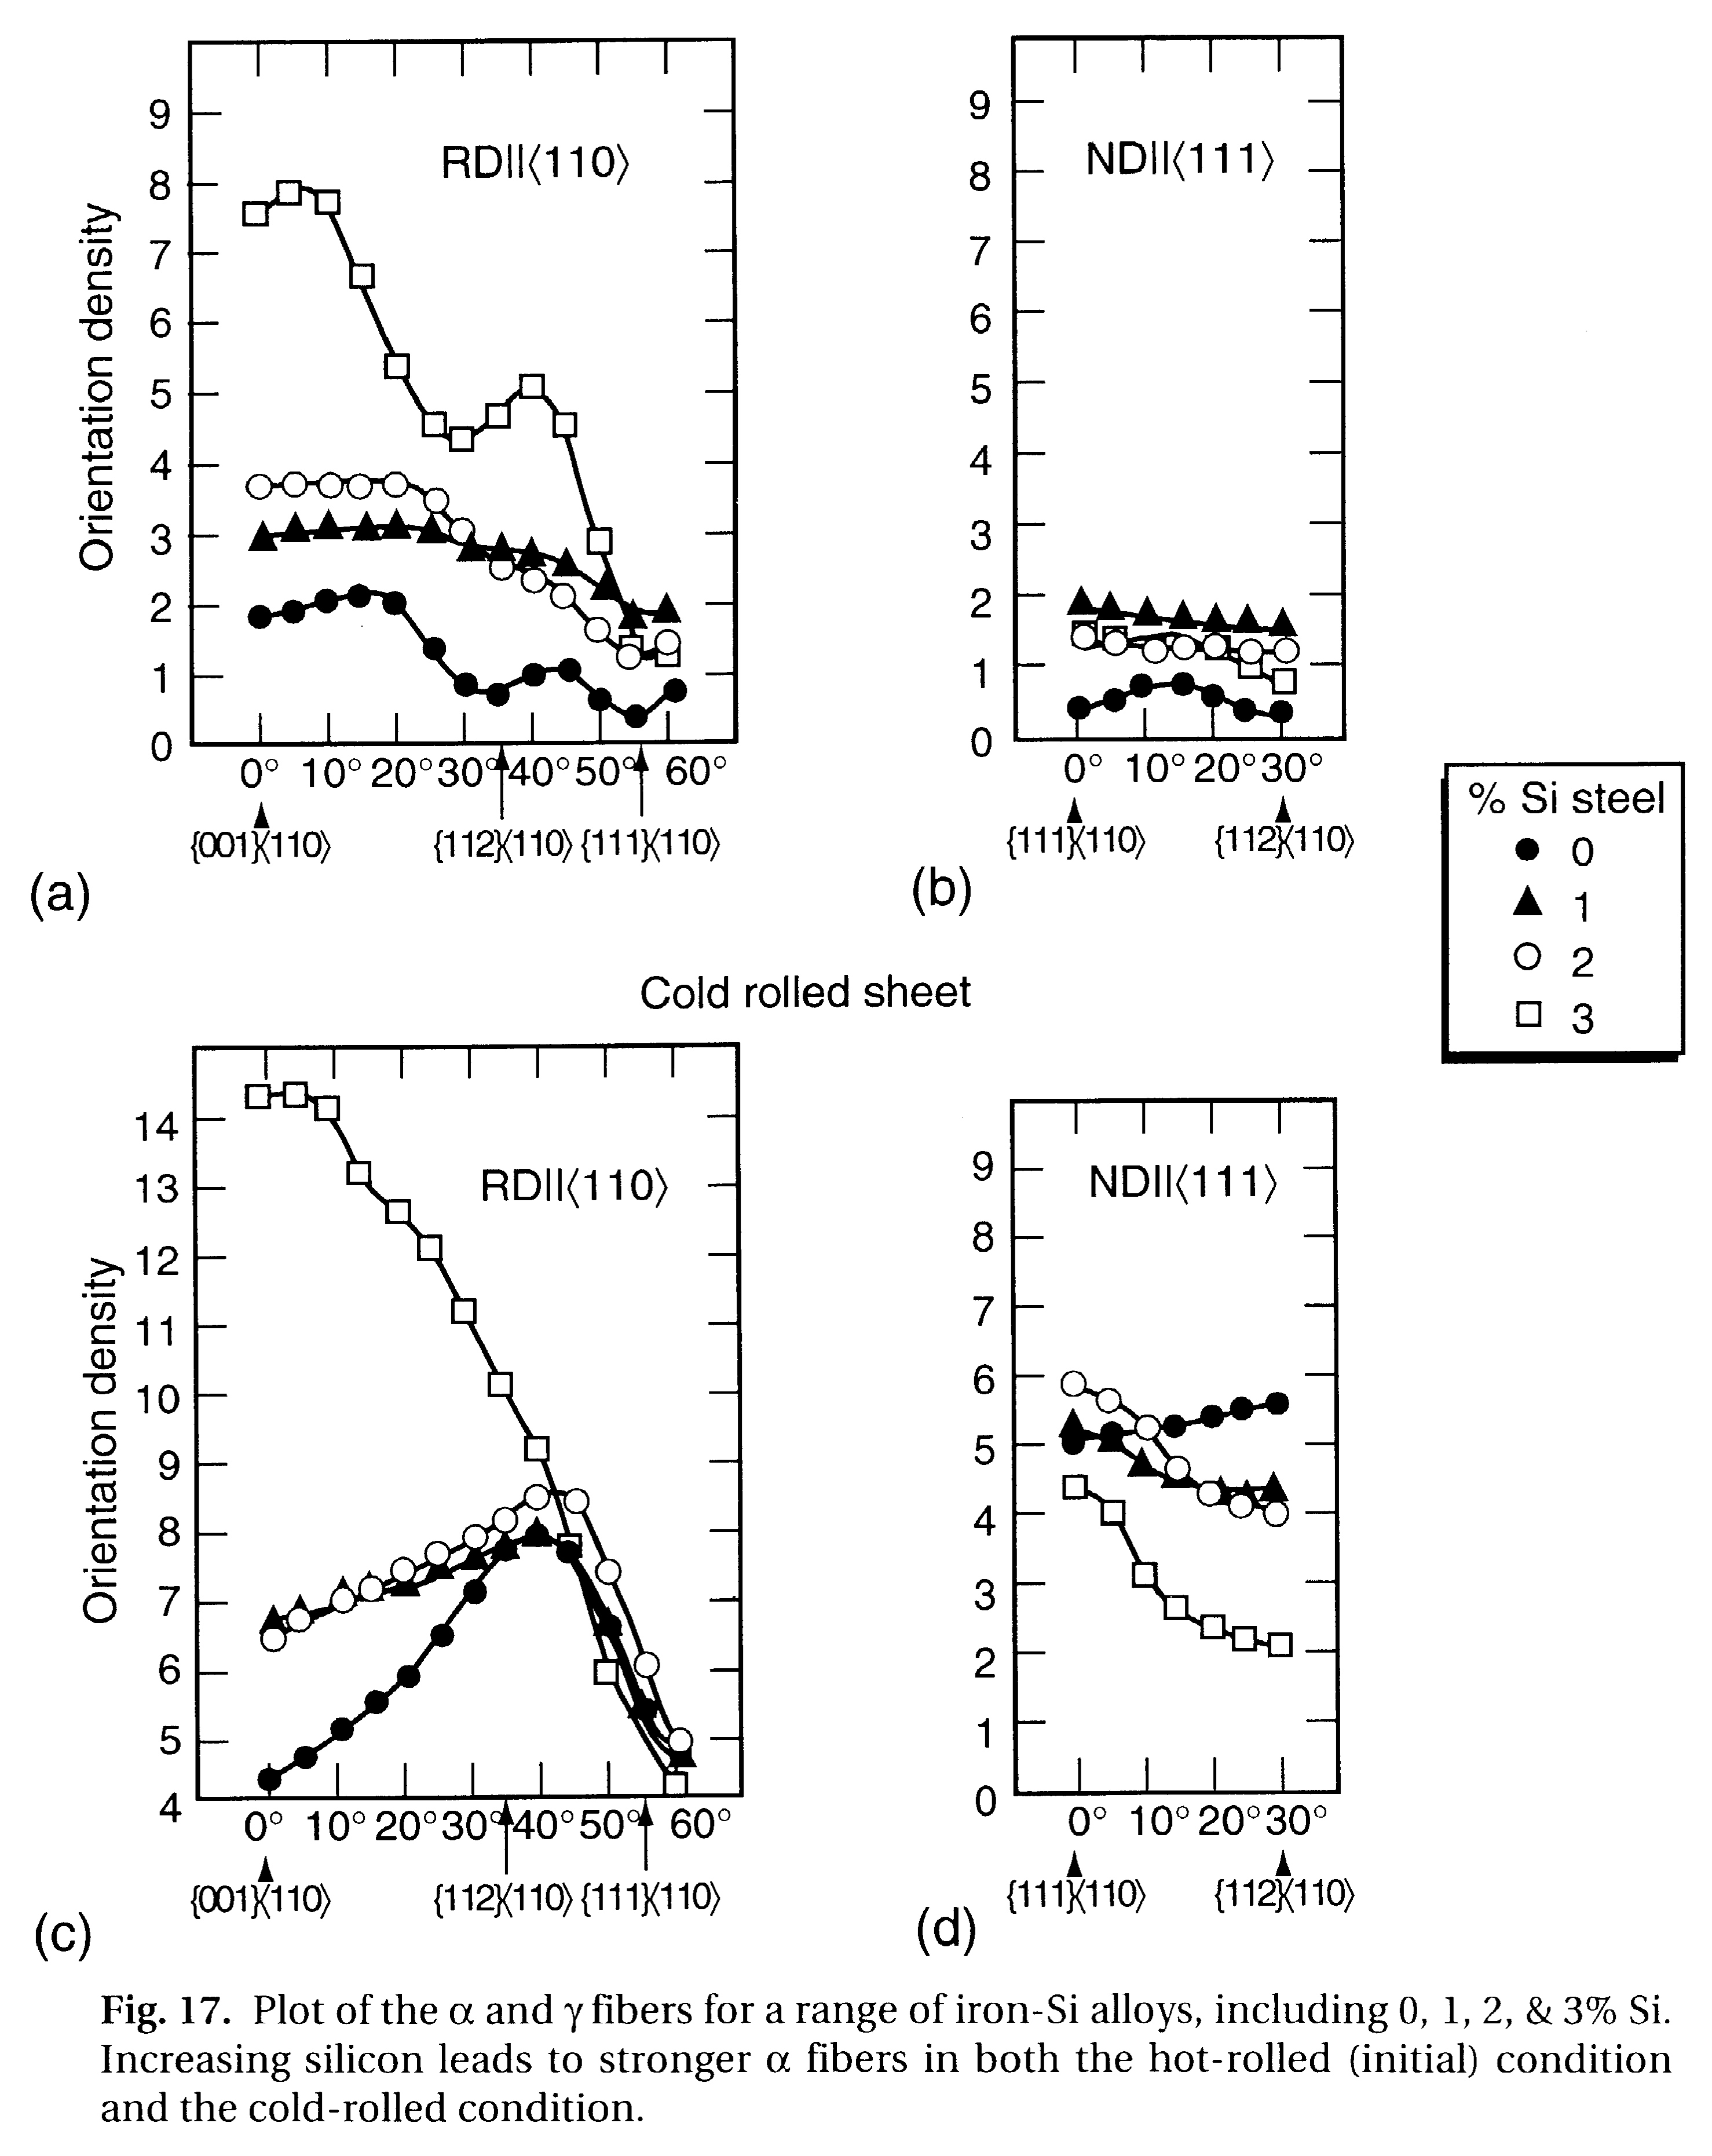 RD||⟨110⟩
Orientation density
9
8
7
6
5
4
3
2
1
0
0° 10° 20° 30° 40° 50° 60°
{001}⟨110⟩ {112}⟨110⟩ {111}⟨110⟩
(a)
ND||⟨111⟩
9
8
7
6
5
4
3
2
1
0
0° 10° 20° 30°
{111}⟨110⟩ {112}⟨110⟩
(b)
% Si steel
0
1
2
3
Cold rolled sheet
RD||⟨110⟩
Orientation density
14
13
12
11
10
9
8
7
6
5
4
0° 10° 20° 30° 40° 50° 60°
{001}⟨110⟩ {112}⟨110⟩ {111}⟨110⟩
(c)
ND||⟨111⟩
9
8
7
6
5
4
3
2
1
0
0° 10° 20° 30°
{111}⟨110⟩ {112}⟨110⟩
(d)
Fig. 17. Plot of the α and γ fibers for a range of iron-Si alloys, including 0, 1, 2, & 3% Si.
Increasing silicon leads to stronger α fibers in both the hot-rolled (initial) condition
and the cold-rolled condition.